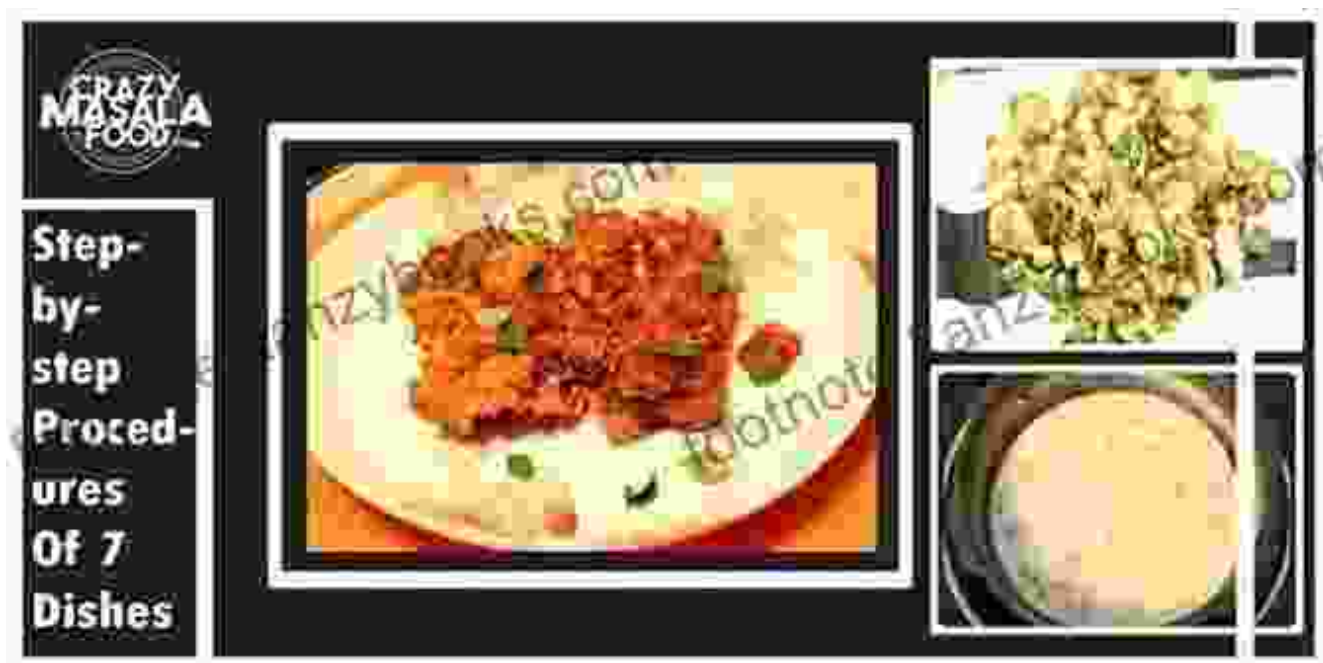 CRAZY
MASALA
FOOD
Step-
by-
step
Proced-
ures
Of 7
Dishes